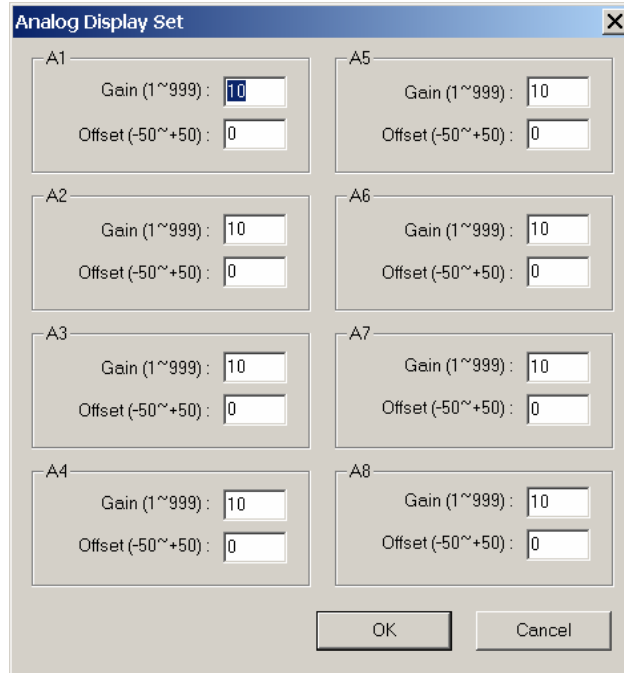 Analog Display Set
A1
Gain (1~999) : 10
Offset (-50~+50) : 0
A5
Gain (1~999) : 10
Offset (-50~+50) : 0
A2
Gain (1~999) : 10
Offset (-50~+50) : 0
A6
Gain (1~999) : 10
Offset (-50~+50) : 0
A3
Gain (1~999) : 10
Offset (-50~+50) : 0
A7
Gain (1~999) : 10
Offset (-50~+50) : 0
A4
Gain (1~999) : 10
Offset (-50~+50) : 0
A8
Gain (1~999) : 10
Offset (-50~+50) : 0
OK
Cancel